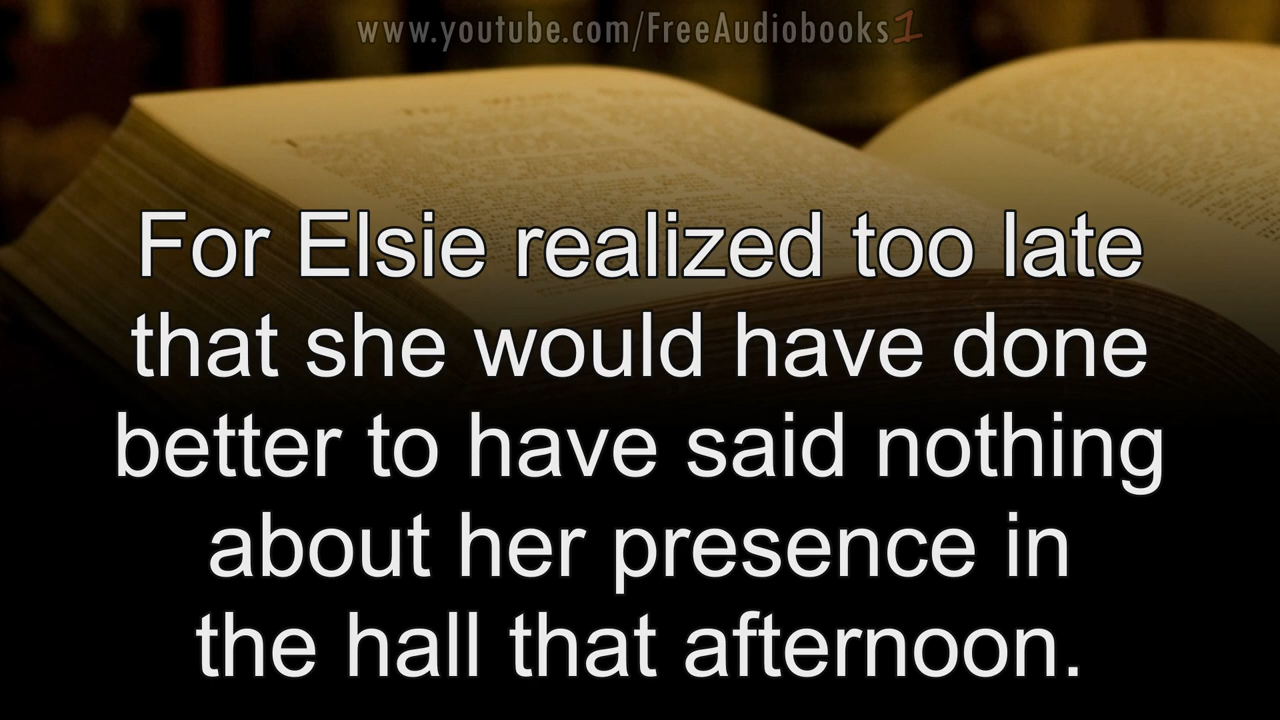 www.youtube.com/FreeAudiobooks1
For Elsie realized too late
that she would have done
better to have said nothing
about her presence in
the hall that afternoon.